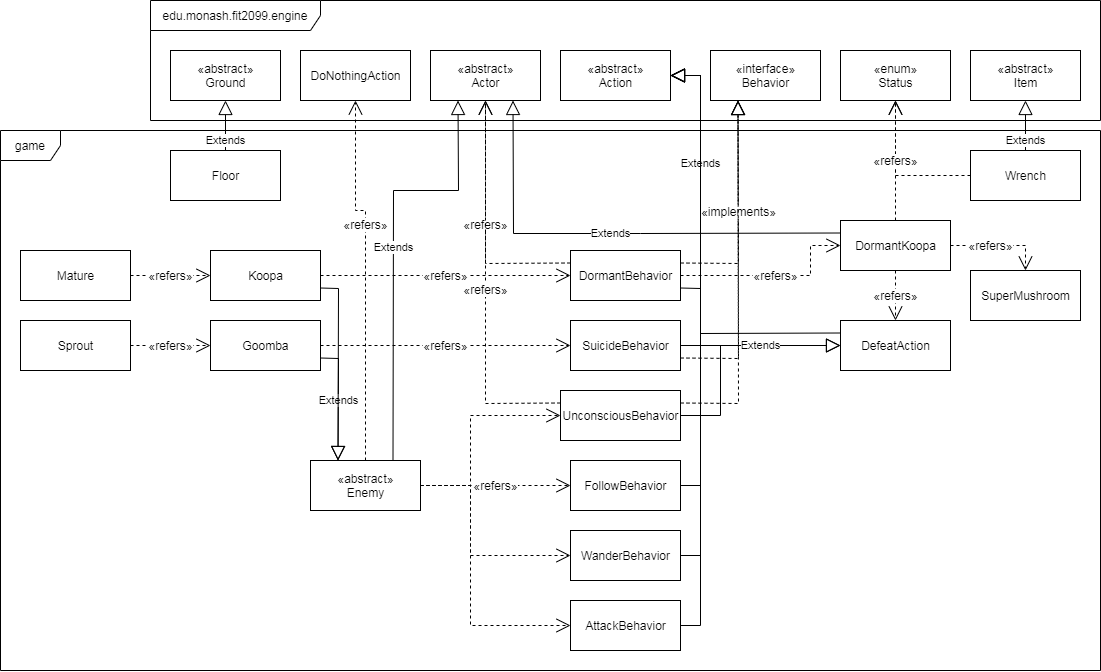 edu.monash.fit2099.engine
«abstract»
Ground
DoNothingAction
«abstract»
Actor
«abstract»
Action
«interface»
Behavior
«enum»
Status
«abstract»
Item
game
Extends
Extends
Floor
Extends
«refers»
Wrench
«implements»
«refers»
«refers»
Extends
Extends
DormantKoopa
«refers»
Mature
«refers»
Koopa
«refers»
DormantBehavior
«refers»
«refers»
«refers»
SuperMushroom
Sprout
«refers»
Goomba
«refers»
SuicideBehavior
Extends
DefeatAction
Extends
UnconsciousBehavior
«abstract»
Enemy
«refers»
FollowBehavior
WanderBehavior
AttackBehavior